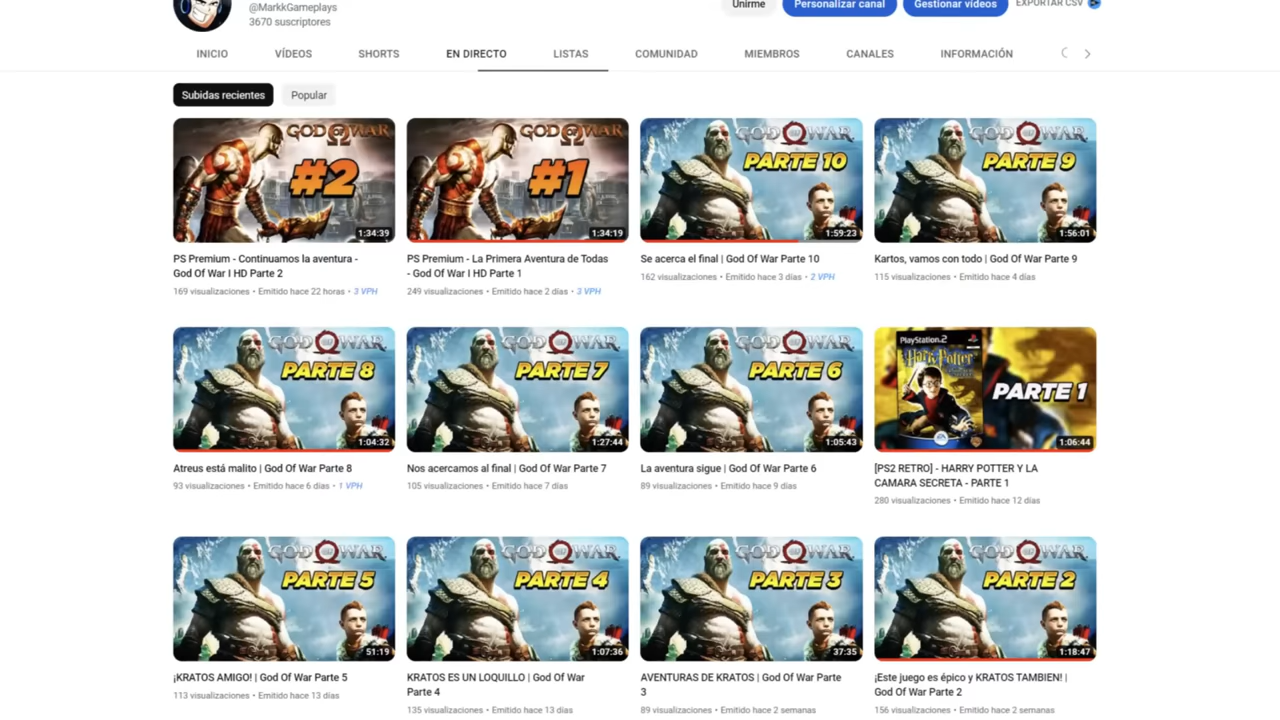 @MarkkGameplays
3670 suscriptores
Unirme
Personalizar canal
Gestionar vídeos
EXPORTAR CSV
INICIO
VÍDEOS
SHORTS
EN DIRECTO
LISTAS
COMUNIDAD
MIEMBROS
CANALES
INFORMACIÓN
Subidas recientes
Popular
GOD OF WAR
#2
1:34:39
GOD OF WAR
#1
1:34:19
GOD WAR
PARTE 10
1:59:23
GOD WAR
PARTE 9
1:56:01
PS Premium - Continuamos la aventura -
God Of War I HD Parte 2
169 visualizaciones • Emitido hace 22 horas • 3 VPH
PS Premium - La Primera Aventura de Todas
- God Of War I HD Parte 1
249 visualizaciones • Emitido hace 2 días • 3 VPH
Se acerca el final | God Of War Parte 10
162 visualizaciones • Emitido hace 3 días • 2 VPH
Kartos, vamos con todo | God Of War Parte 9
115 visualizaciones • Emitido hace 4 días
GOD WAR
PARTE 8
1:04:32
GOD WAR
PARTE 7
1:27:44
GOD WAR
PARTE 6
1:05:43
PlayStation.2
Harry Potter
EA
PARTE 1
1:06:44
Atreus está malito | God Of War Parte 8
93 visualizaciones • Emitido hace 6 días • 1 VPH
Nos acercamos al final | God Of War Parte 7
105 visualizaciones • Emitido hace 7 días
La aventura sigue | God Of War Parte 6
89 visualizaciones • Emitido hace 9 días
[PS2 RETRO] - HARRY POTTER Y LA
CAMARA SECRETA - PARTE 1
280 visualizaciones • Emitido hace 12 días
GOD WAR
PARTE 5
51:19
GOD WAR
PARTE 4
1:07:36
GOD WAR
PARTE 3
37:35
GOD WAR
PARTE 2
1:18:47
¡KRATOS AMIGO! | God Of War Parte 5
113 visualizaciones • Emitido hace 13 días
KRATOS ES UN LOQUILLO | God Of War
Parte 4
135 visualizaciones • Emitido hace 13 días
AVENTURAS DE KRATOS | God Of War Parte
3
89 visualizaciones • Emitido hace 2 semanas
¡Este juego es épico y KRATOS TAMBIEN! |
God Of War Parte 2
156 visualizaciones • Emitido hace 2 semanas